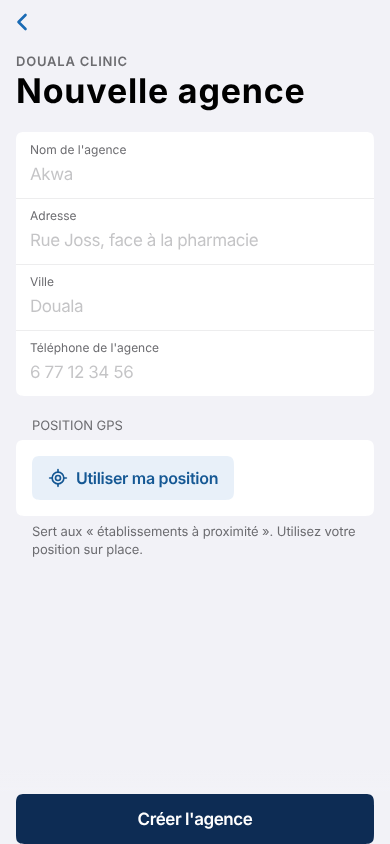 DOUALA CLINIC
Nouvelle agence
Nom de l'agence
Akwa
Adresse
Rue Joss, face à la pharmacie
Ville
Douala
Téléphone de l'agence
6 77 12 34 56
POSITION GPS
Utiliser ma position
Sert aux « établissements à proximité ». Utilisez votre
position sur place.
Créer l'agence